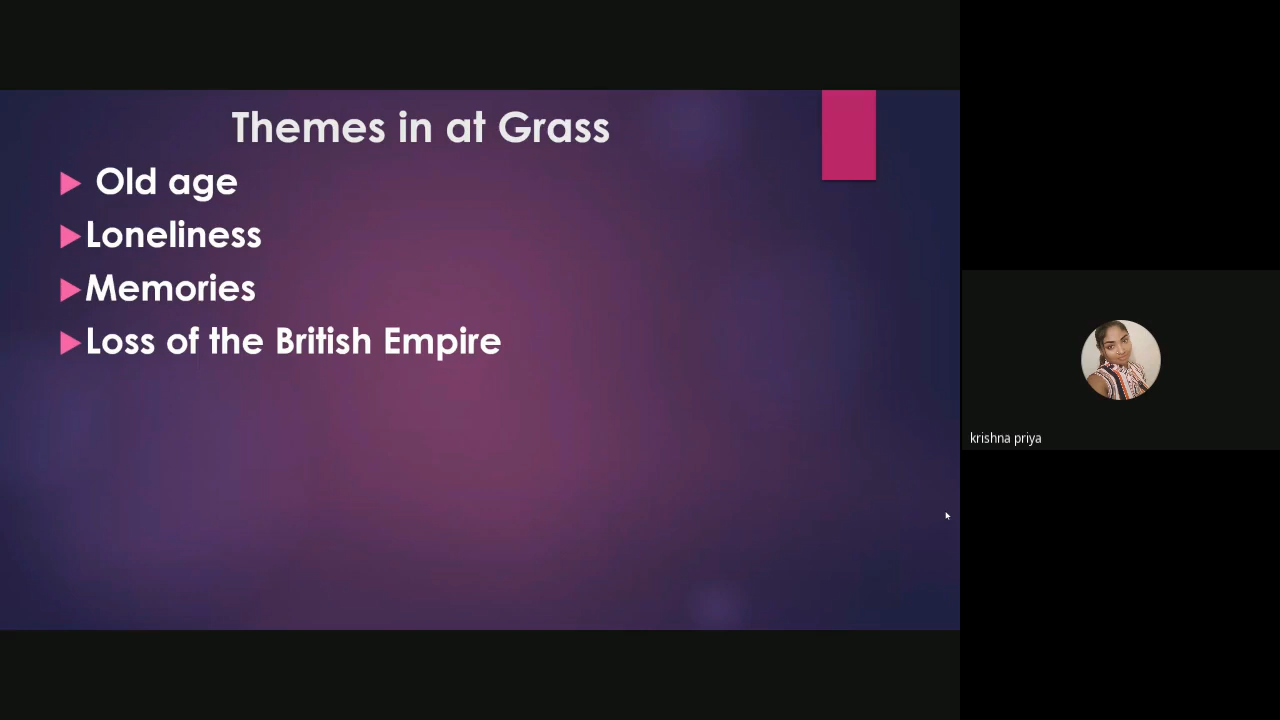 Themes in at Grass
Old age
Loneliness
Memories
Loss of the British Empire
krishna priya